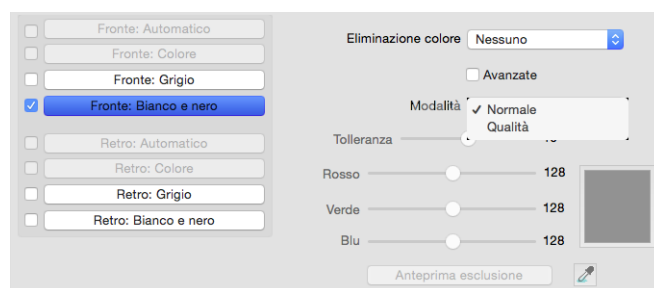 Fronte: Automatico
Fronte: Colore
Fronte: Grigio
Fronte: Bianco e nero
Retro: Automatico
Retro: Colore
Retro: Grigio
Retro: Bianco e nero
Eliminazione colore Nessuno
Avanzate
Modalità ✓ Normale
Qualità
Tolleranza
Rosso 128
Verde 128
Blu 128
Anteprima esclusione